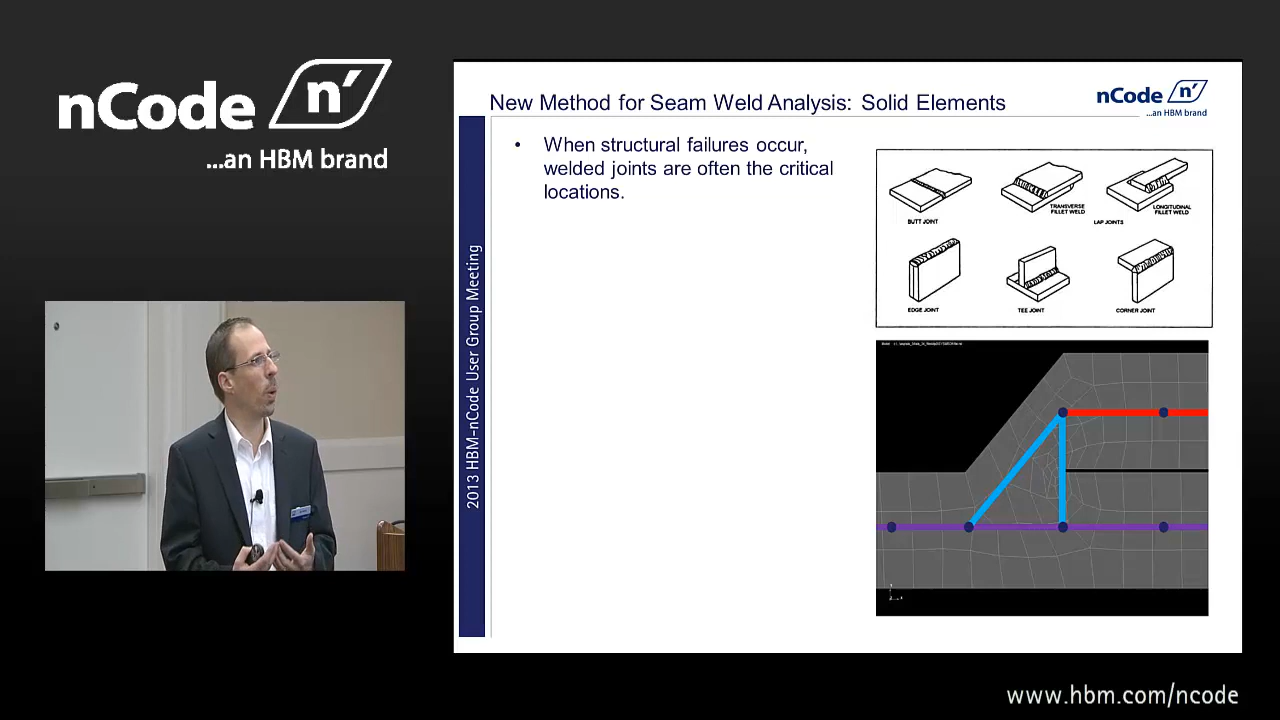 nCode n'
...an HBM brand
New Method for Seam Weld Analysis: Solid Elements
nCode n'
...an HBM brand
• When structural failures occur,
welded joints are often the critical
locations.
2013 HBM-nCode User Group Meeting
BUTT JOINT
TRANSVERSE
FILLET WELD
LAP JOINTS
LONGITUDINAL
FILLET WELD
EDGE JOINT
TEE JOINT
CORNER JOINT
www.hbm.com/ncode